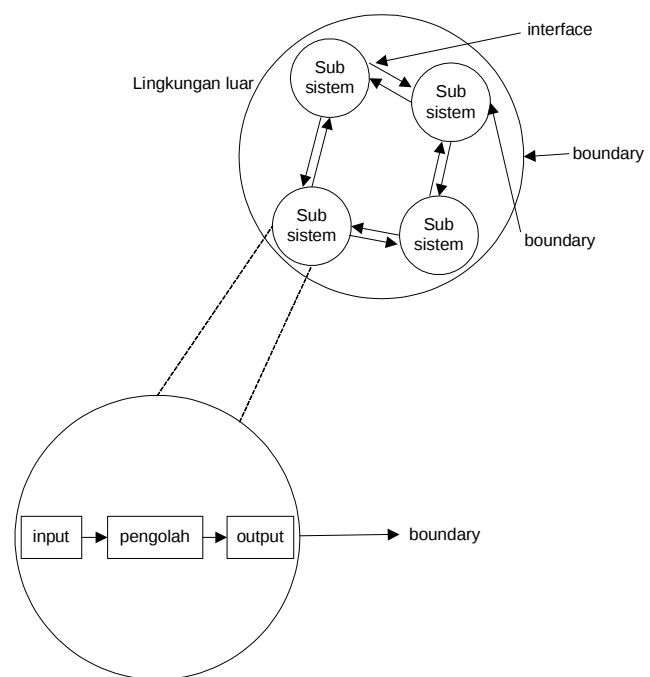 interface
Lingkungan luar
Sub
sistem
Sub
sistem
boundary
Sub
sistem
Sub
sistem
boundary
input
pengolah
output
boundary